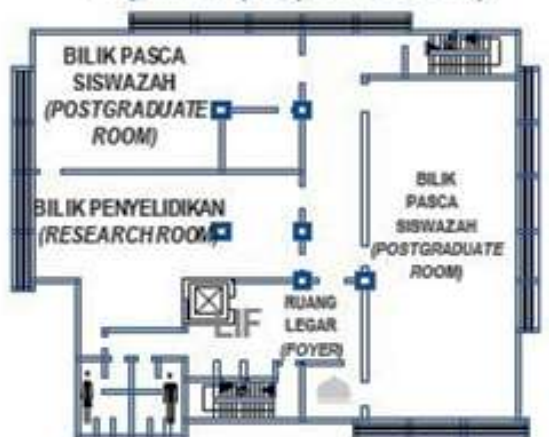 BILIK PASCA
SISWAZAH
(POSTGRADUATE
ROOM)
BILIK PENYELIDIKAN
(RESEARCH ROOM)
BILIK
PASCA
SISWAZAH
(POSTGRADUATE
ROOM)
LIF
RUANG
LEGAR
(FOYER)